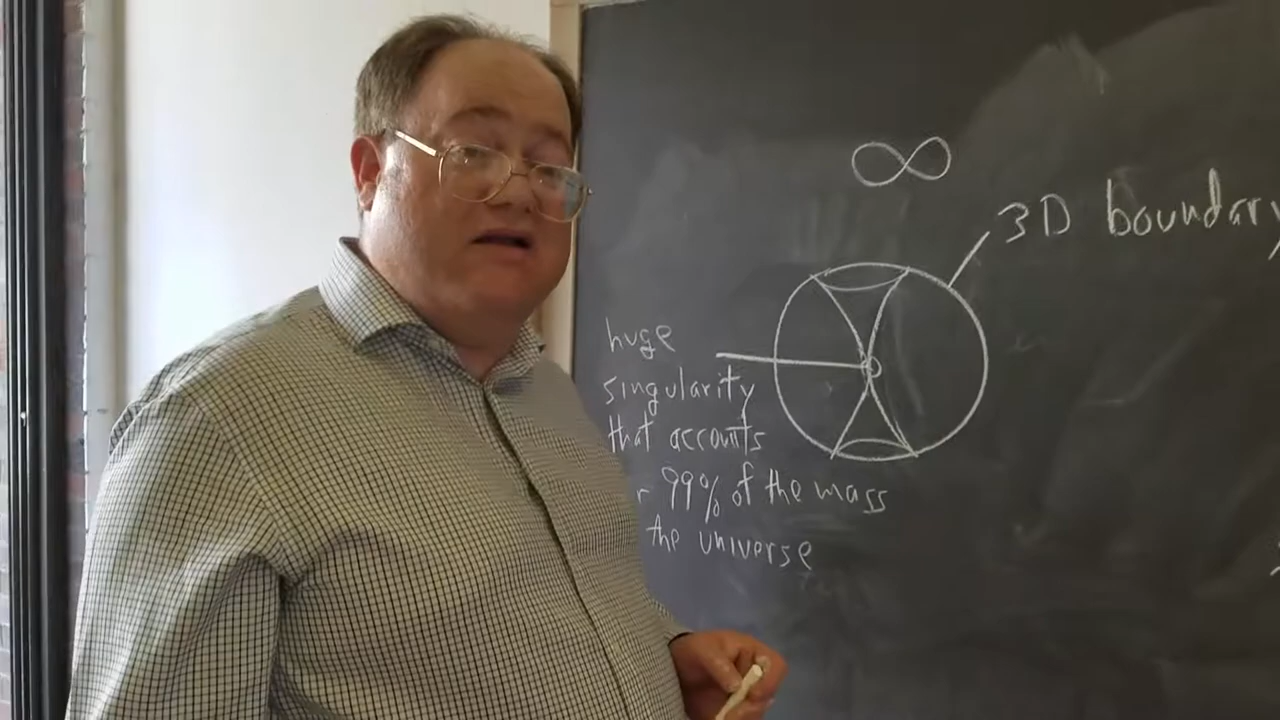 ∞
3D boundary
huge
singularity
that accounts
99% of the mass
the universe